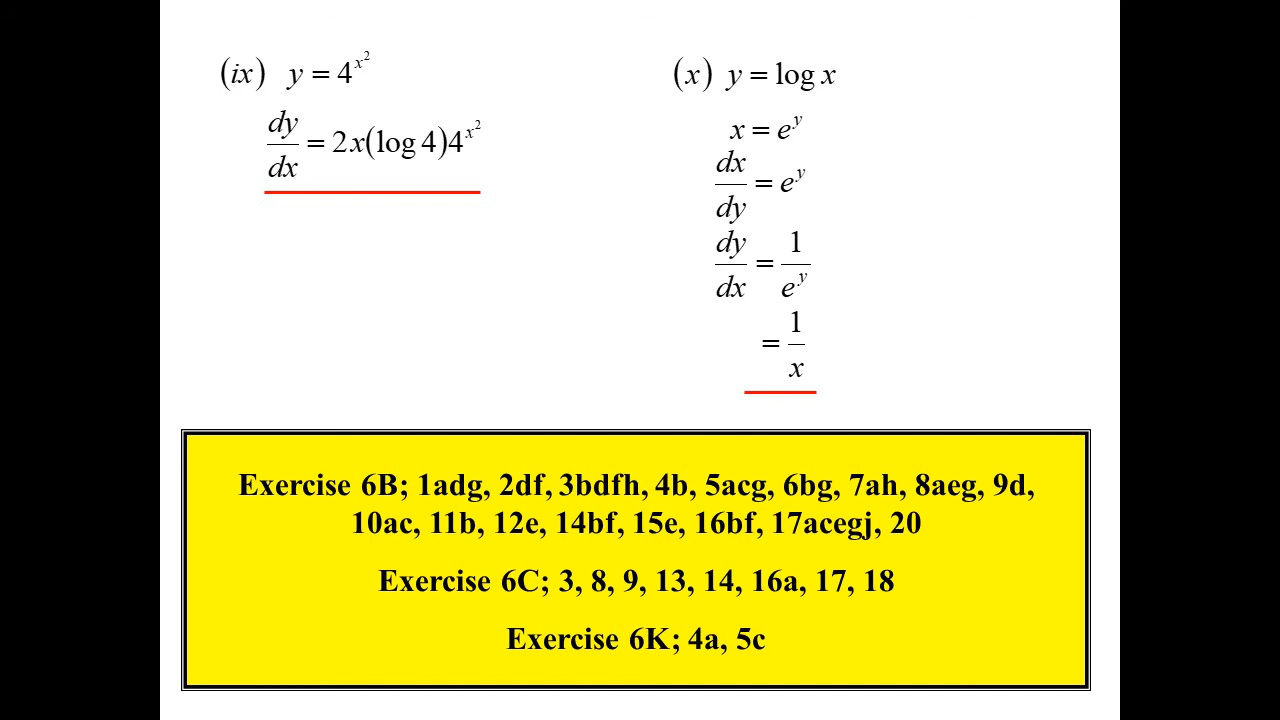 (ix) y = 4^{x^2}
dy/dx = 2x(log 4)4^{x^2}
(x) y = log x
x = e^y
dx/dy = e^y
dy/dx = 1/e^y
= 1/x
Exercise 6B; 1adg, 2df, 3bdfh, 4b, 5acg, 6bg, 7ah, 8aeg, 9d,
10ac, 11b, 12e, 14bf, 15e, 16bf, 17acegj, 20
Exercise 6C; 3, 8, 9, 13, 14, 16a, 17, 18
Exercise 6K; 4a, 5c